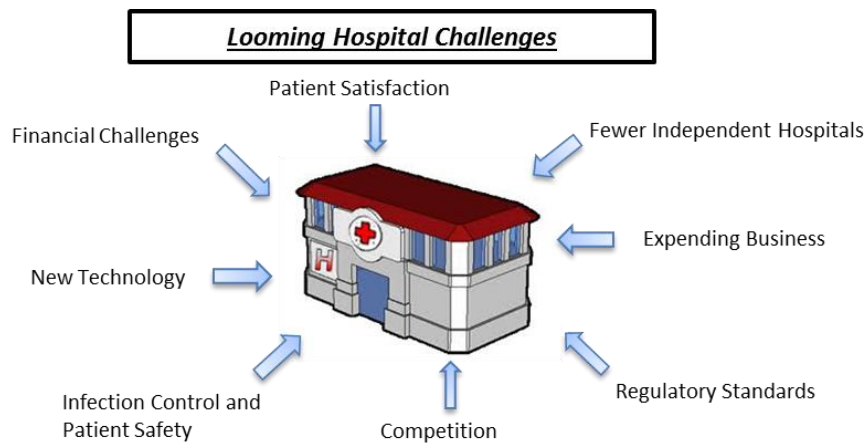 Looming Hospital Challenges
Patient Satisfaction
Financial Challenges
Fewer Independent Hospitals
Expending Business
New Technology
H
Regulatory Standards
Infection Control and
Patient Safety
Competition